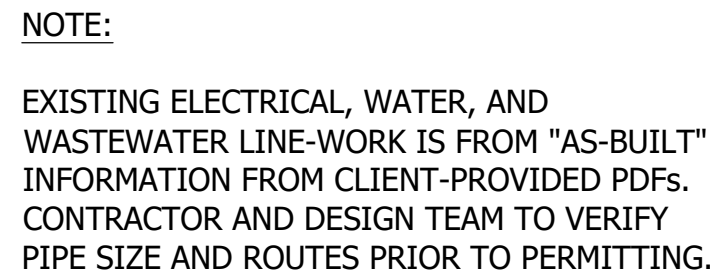 NOTE:
EXISTING ELECTRICAL, WATER, AND
WASTEWATER LINE-WORK IS FROM "AS-BUILT"
INFORMATION FROM CLIENT-PROVIDED PDFs.
CONTRACTOR AND DESIGN TEAM TO VERIFY
PIPE SIZE AND ROUTES PRIOR TO PERMITTING.